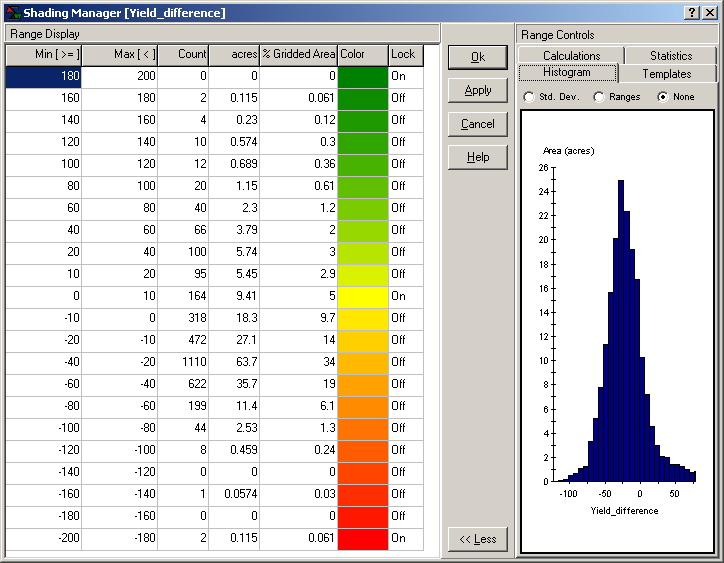 Shading Manager [Yield_difference]
Range Display
Min [ >= ] Max [ < ] Count acres % Gridded Area Color Lock
180 200 0 0 0 On
160 180 2 0.115 0.061 Off
140 160 4 0.23 0.12 Off
120 140 10 0.574 0.3 Off
100 120 12 0.689 0.36 Off
80 100 20 1.15 0.61 Off
60 80 40 2.3 1.2 Off
40 60 66 3.79 2 Off
20 40 100 5.74 3 Off
10 20 95 5.45 2.9 Off
0 10 164 9.41 5 On
-10 0 318 18.3 9.7 Off
-20 -10 472 27.1 14 Off
-40 -20 1110 63.7 34 Off
-60 -40 622 35.7 19 Off
-80 -60 199 11.4 6.1 Off
-100 -80 44 2.53 1.3 Off
-120 -100 8 0.459 0.24 Off
-140 -120 0 0 0 Off
-160 -140 1 0.0574 0.03 Off
-180 -160 0 0 0 Off
-200 -180 2 0.115 0.061 On
Ok
Apply
Cancel
Help
<< Less
Range Controls
Calculations Statistics
Histogram Templates
Std. Dev. Ranges None
Area (acres)
26
24
22
20
18
16
14
12
10
8
6
4
2
0
-100 -50 0 50
Yield_difference